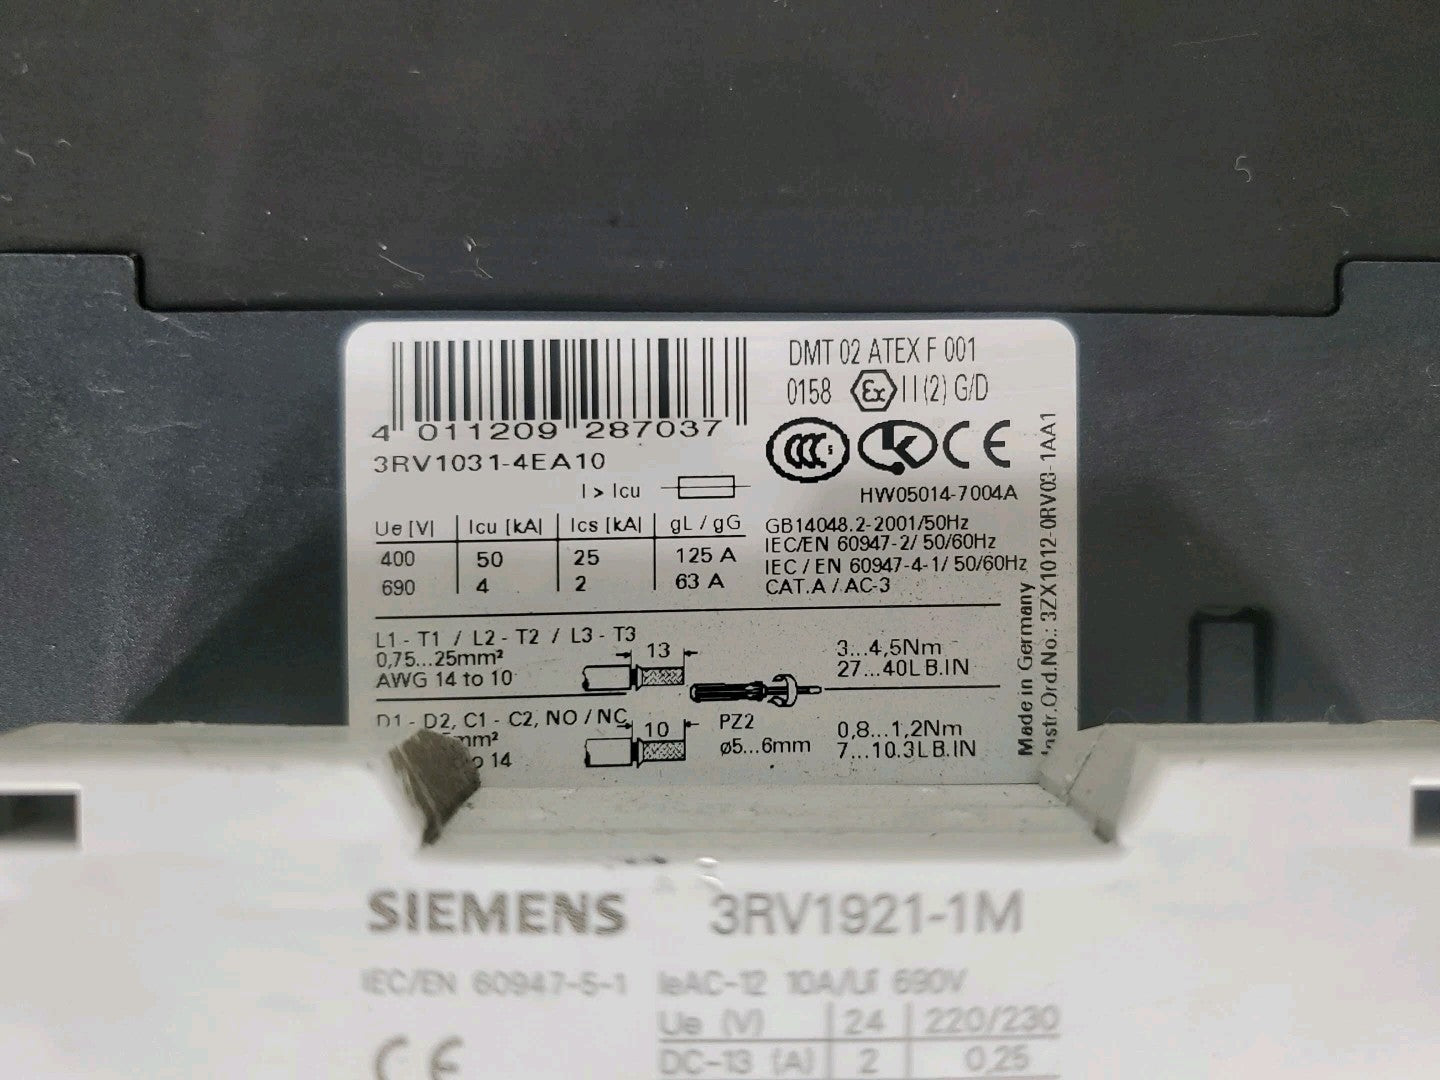 4 011209 287037
3RV1031-4EA10
I > Icu
Ue [V] Icu [kA] Ics [kA] gL / gG
400 50 25 125 A
690 4 2 63 A
DMT 02 ATEX F 001
0158 Ex II (2) G/D
CCC CE
HW05014-7004A
GB14048.2-2001/50Hz
IEC/EN 60947-2/ 50/60Hz
IEC / EN 60947-4-1/ 50/60Hz
CAT.A / AC-3
L1 - T1 / L2 - T2 / L3 - T3
0,75...25mm²
AWG 14 to 10
13
3...4,5Nm
27...40LB.IN
D1 - D2, C1 - C2, NO / NC
mm²
14
10
PZ2
ø5...6mm
0,8...1,2Nm
7...10.3LB.IN
Made in Germany
Instr.Ord.No.: 3ZX1012-0RV03-1AA1
SIEMENS 3RV1921-1M
IEC/EN 60947-5-1 IeAC-12 10A/Ui 690V
Ue (V) 24 220/230
DC-13 (A) 2 0,25
CE